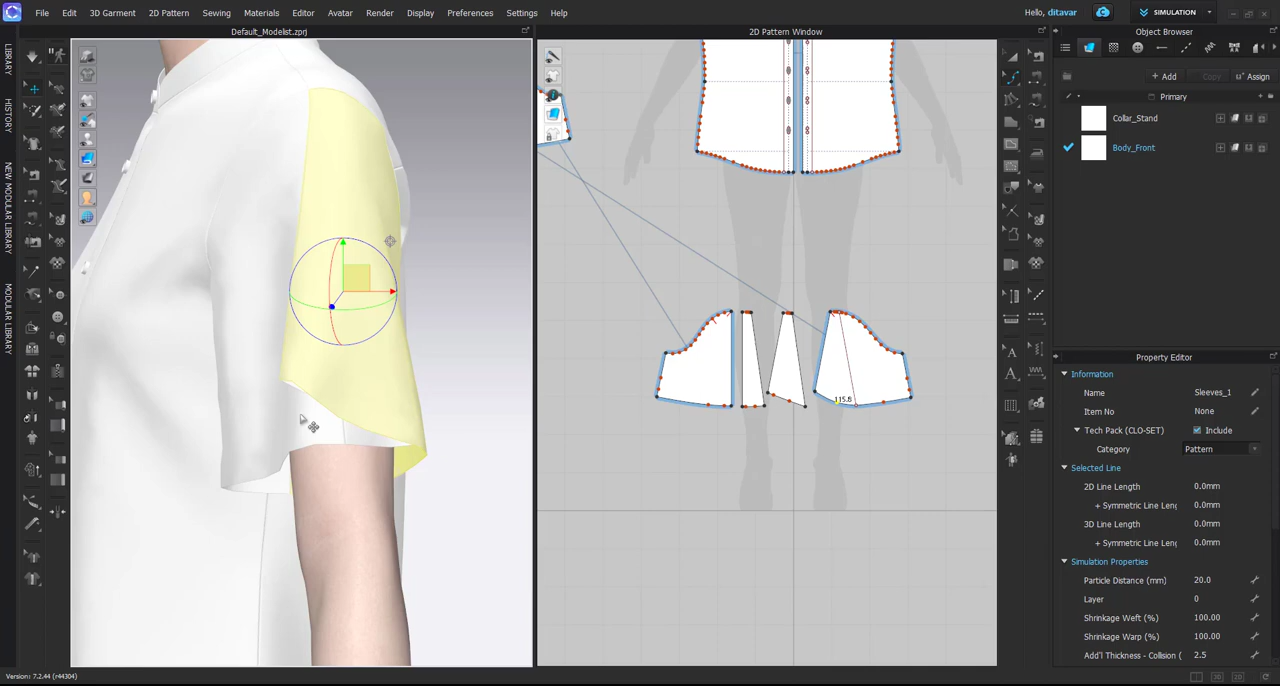 File Edit 3D Garment 2D Pattern Sewing Materials Editor Avatar Render Display Preferences Settings Help
Hello, ditavar
SIMULATION
Default_Modelist.zprj
2D Pattern Window
Object Browser
LIBRARY
HISTORY
NEW MODULAR LIBRARY
MODULAR LIBRARY
+ Add
Copy
Assign
Primary
Collar_Stand
Body_Front
115.8
Property Editor
Information
Name Sleeves_1
Item No None
Tech Pack (CLO-SET) Include
Category Pattern
Selected Line
2D Line Length 0.0mm
+ Symmetric Line Leng 0.0mm
3D Line Length 0.0mm
+ Symmetric Line Leng 0.0mm
Simulation Properties
Particle Distance (mm) 20.0
Layer 0
Shrinkage Weft (%) 100.00
Shrinkage Warp (%) 100.00
Add'l Thickness - Collision ( 2.5
Version: 7.2.44 (r44304)
3D
2D